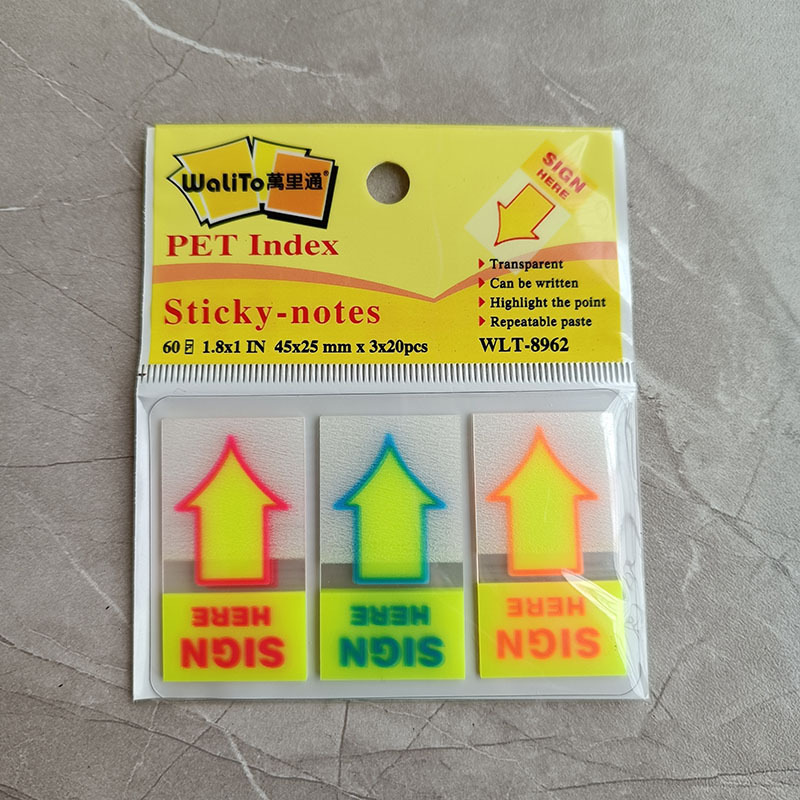 WaliTo萬里通®
PET Index
Sticky-notes
60 1.8x1 IN 45x25 mm x 3x20pcs
SIGN
HERE
Transparent
Can be written
Highlight the point
Repeatable paste
WLT-8962
SIGN
HERE
SIGN
HERE
SIGN
HERE